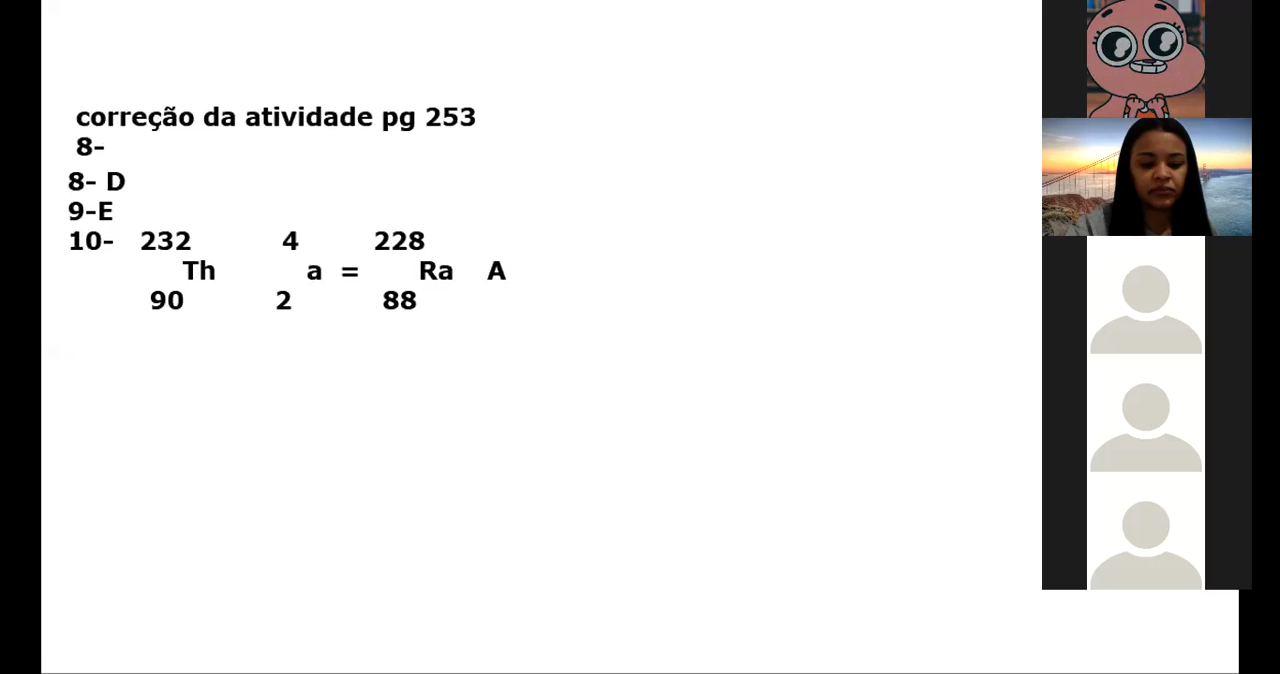 correção da atividade pg 253
8-
8- D
9-E
10- 232 4 228
Th a = Ra A
90 2 88